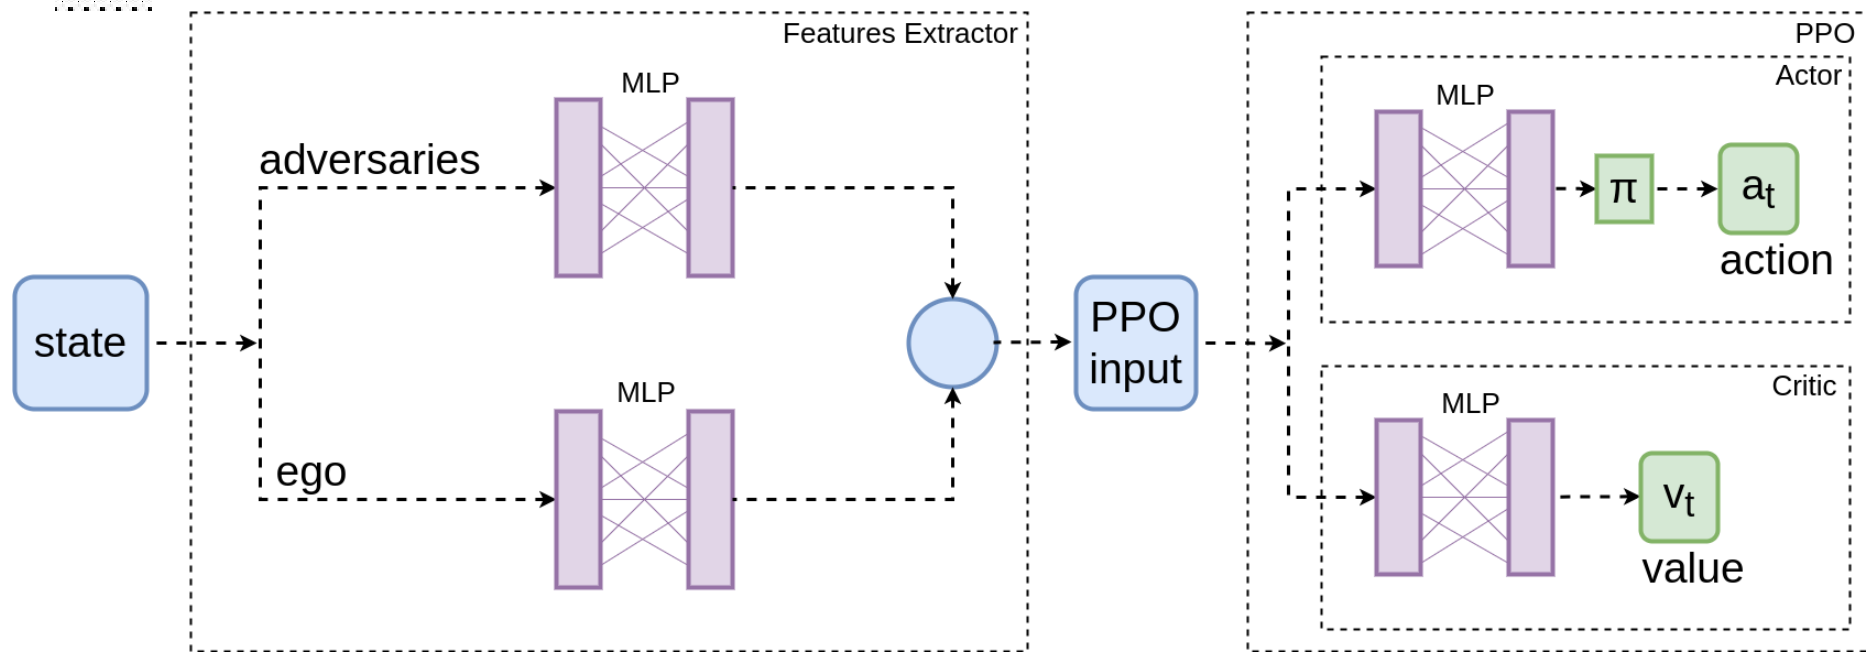 Features Extractor
MLP
adversaries
state
MLP
ego
PPO
input
PPO
Actor
MLP
π
at
action
Critic
MLP
vt
value